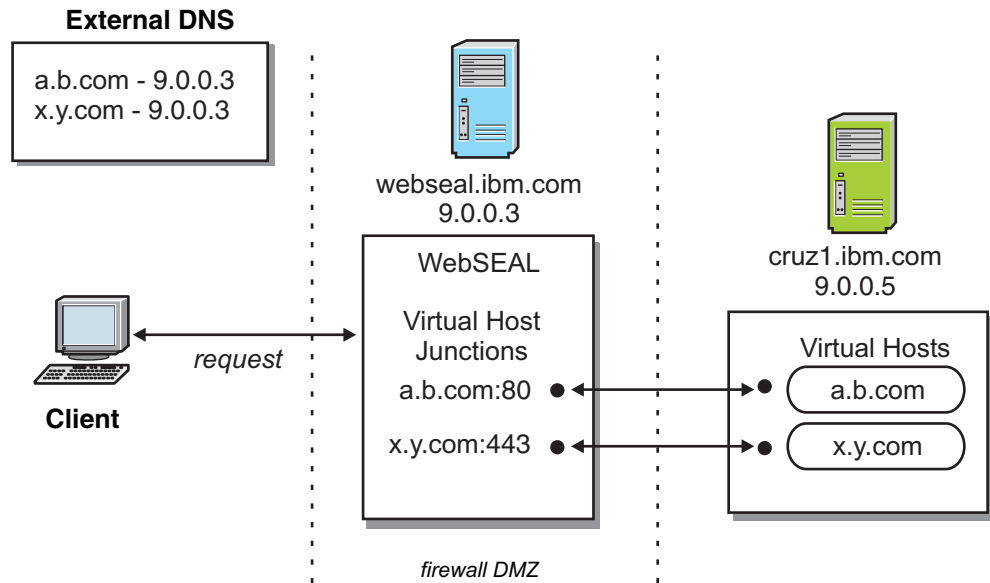 External DNS
a.b.com - 9.0.0.3
x.y.com - 9.0.0.3
webseal.ibm.com
9.0.0.3
WebSEAL
Virtual Host
Junctions
a.b.com:80
x.y.com:443
request
Client
cruz1.ibm.com
9.0.0.5
Virtual Hosts
a.b.com
x.y.com
firewall DMZ